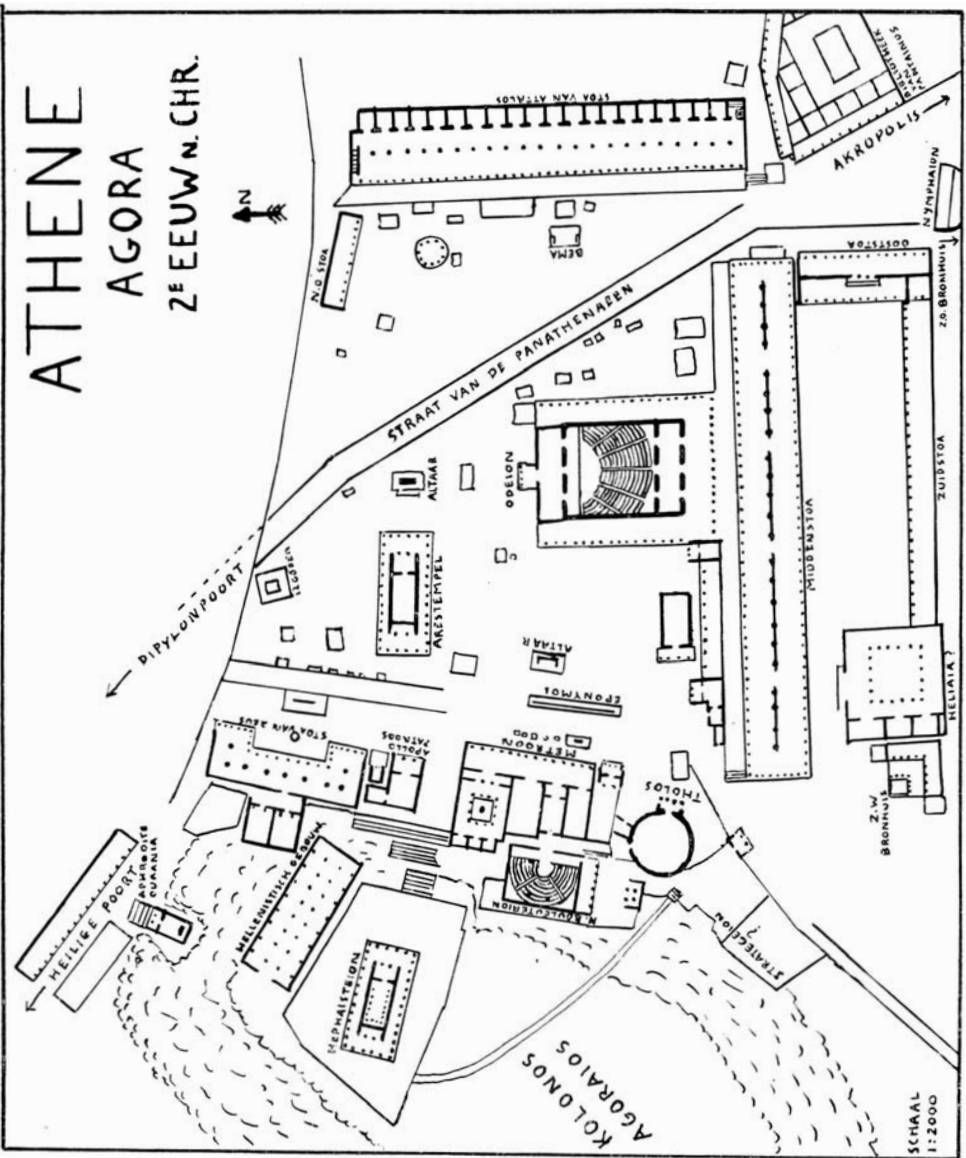 ATHENE
AGORA
2E EEUW n. CHR.
N
STOA VAN ATTALOS
BIBLIOTHEEK
VAN
PANTAINOS
AKROPOLIS
NYMPHAION
N.O. STOA
BEMA
STRAAT VAN DE PANATHENAEEN
OOSTSTOA
Z.O. BRONHUIS
ODEION
MIDDENSTOA
ZUIDSTOA
ALTAAR
DIPYLONPOORT
12 GODEN
ARESTEMPEL
ALTAAR
EPONYMOI
HELIAIA?
STOA VAN ZEUS
APOLLO
PATROOS
METROON
THOLOS
Z.W.
BRONHUIS
HEILIGE POORT
APHRODITE
OURANIA
HELLENISTISCH GEBOUW
N. BOULEUTERION
STRATEGEION
?
HEPHAISTEION
KOLONOS
AGORAIOS
SCHAAL
1:2000